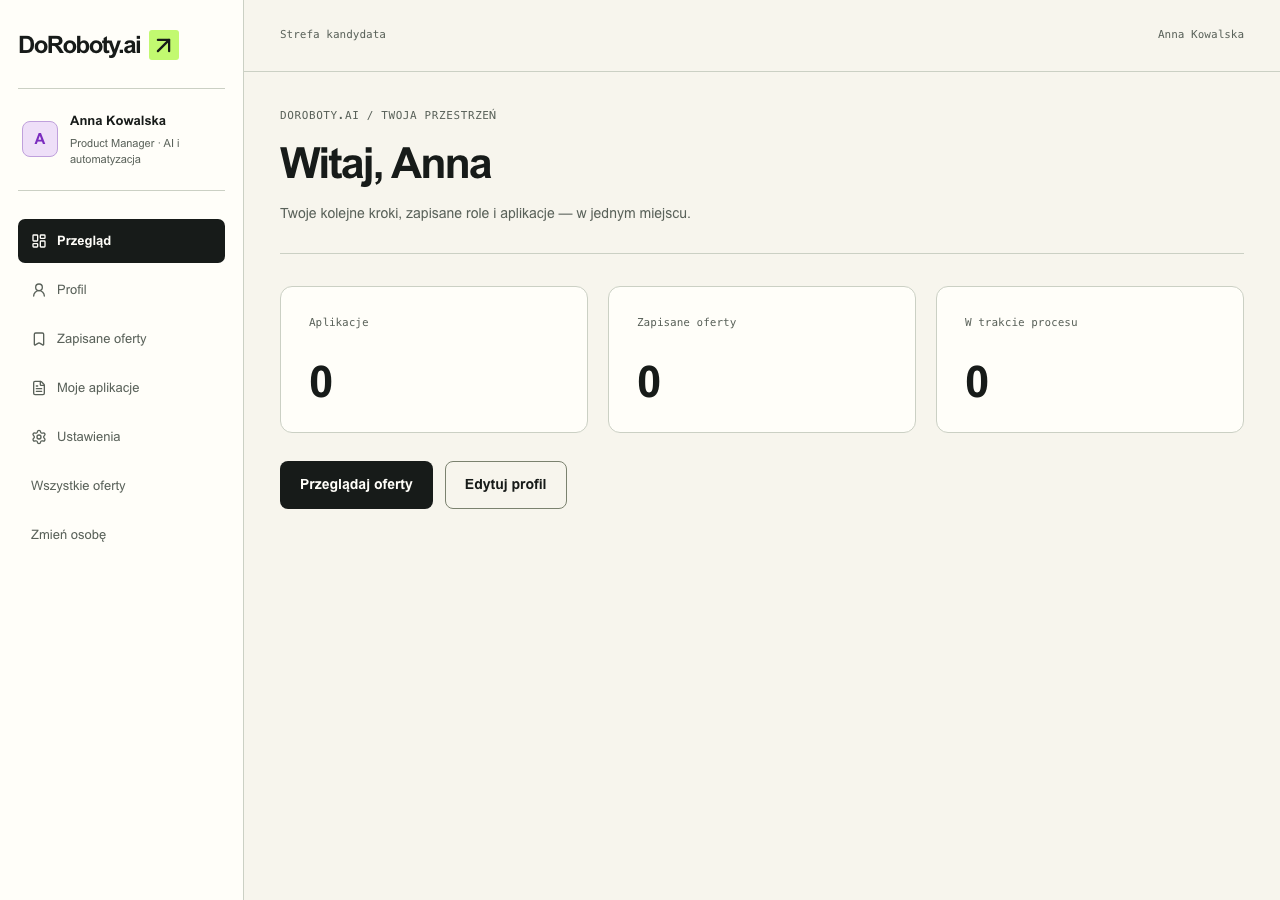 DoRoboty.ai
A
Anna Kowalska
Product Manager · AI i
automatyzacja
Przegląd
Profil
Zapisane oferty
Moje aplikacje
Ustawienia
Wszystkie oferty
Zmień osobę
Strefa kandydata
Anna Kowalska
DOROBOTY.AI / TWOJA PRZESTRZEŃ
Witaj, Anna
Twoje kolejne kroki, zapisane role i aplikacje — w jednym miejscu.
Aplikacje
0
Zapisane oferty
0
W trakcie procesu
0
Przeglądaj oferty
Edytuj profil